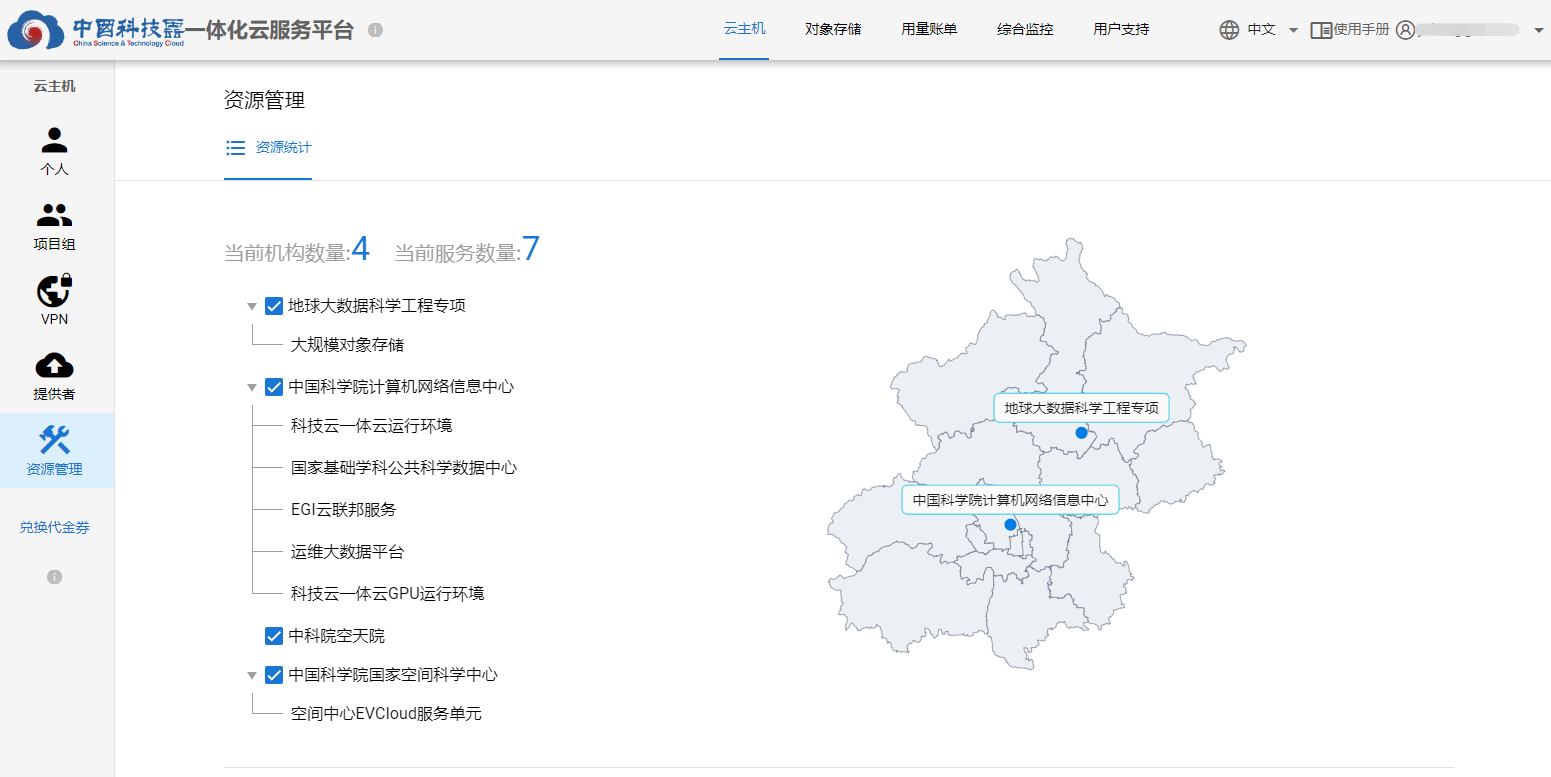 中国科技云一体化云服务平台
China Science & Technology Cloud
云主机
对象存储
用量账单
综合监控
用户支持
中文
使用手册
云主机
个人
项目组
VPN
提供者
资源管理
兑换代金券
资源管理
资源统计
当前机构数量:4 当前服务数量:7
地球大数据科学工程专项
大规模对象存储
中国科学院计算机网络信息中心
科技云一体云运行环境
国家基础学科公共科学数据中心
EGI云联邦服务
运维大数据平台
科技云一体云GPU运行环境
中科院空天院
中国科学院国家空间科学中心
空间中心EVCloud服务单元
地球大数据科学工程专项
中国科学院计算机网络信息中心